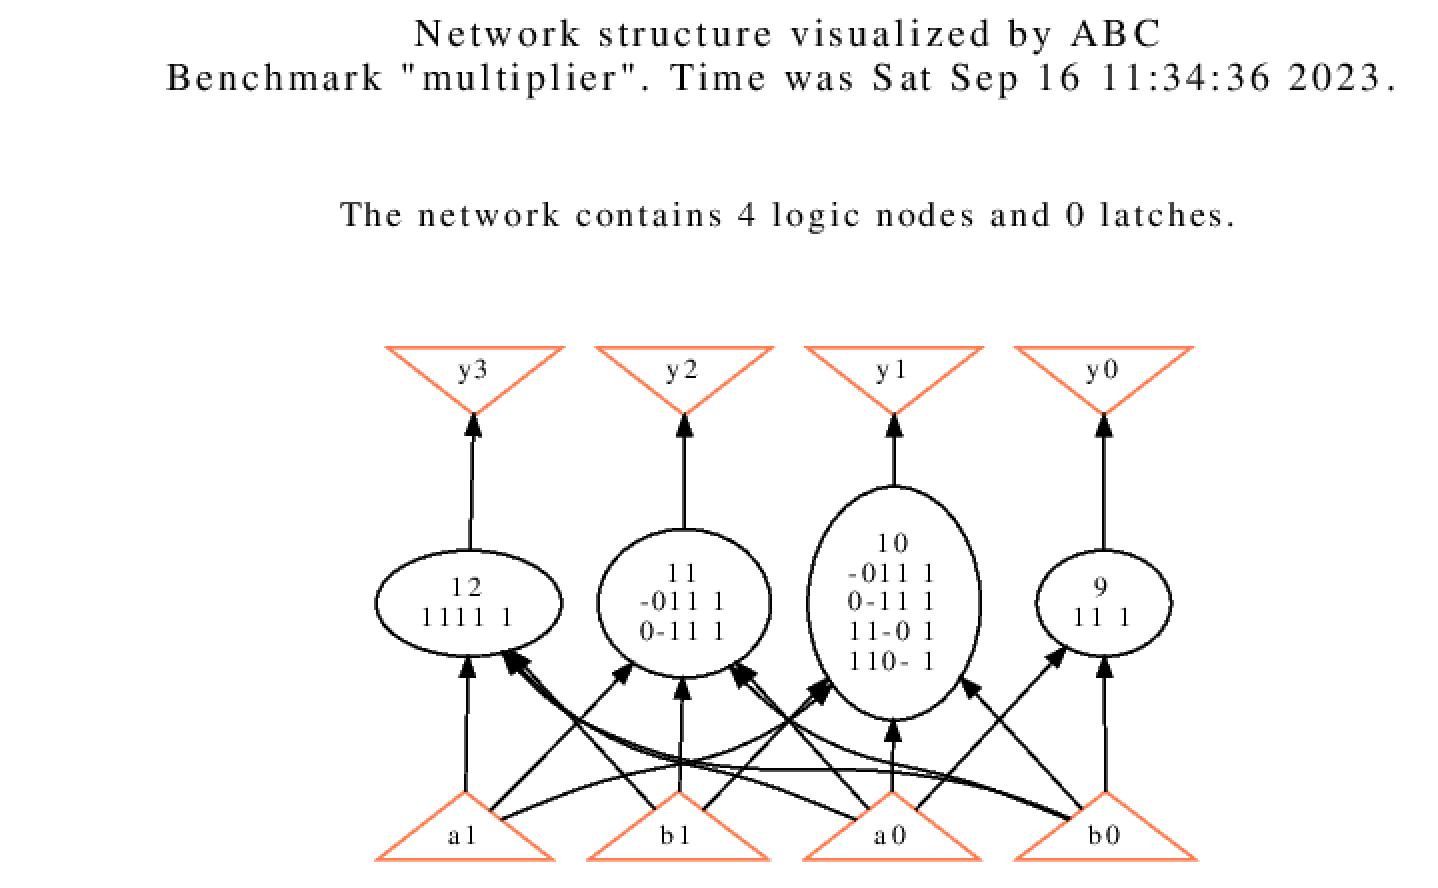 Network structure visualized by ABC
Benchmark "multiplier". Time was Sat Sep 16 11:34:36 2023.
The network contains 4 logic nodes and 0 latches.
y3
y2
y1
y0
12
1111 1
11
-011 1
0-11 1
10
-011 1
0-11 1
11-0 1
110- 1
9
11 1
a1
b1
a0
b0